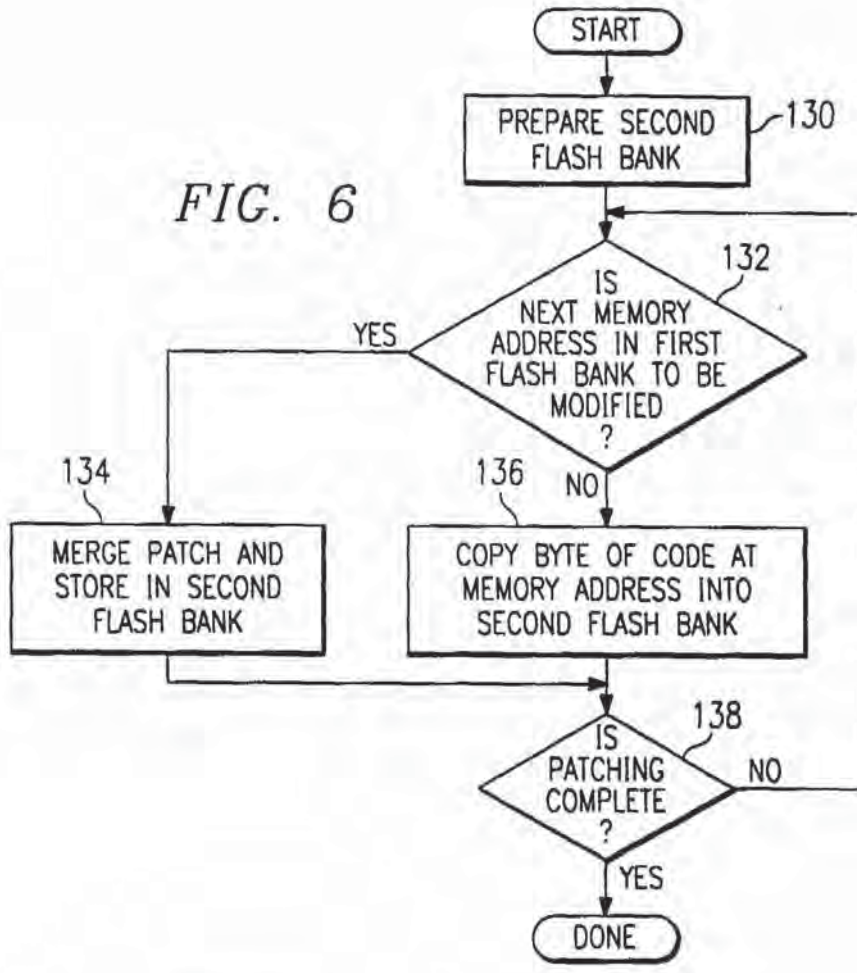 START
PREPARE SECOND
FLASH BANK
130
FIG. 6
132
IS
NEXT MEMORY
ADDRESS IN FIRST
FLASH BANK TO BE
MODIFIED
?
YES
NO
134
MERGE PATCH AND
STORE IN SECOND
FLASH BANK
136
COPY BYTE OF CODE AT
MEMORY ADDRESS INTO
SECOND FLASH BANK
138
IS
PATCHING
COMPLETE
?
NO
YES
DONE